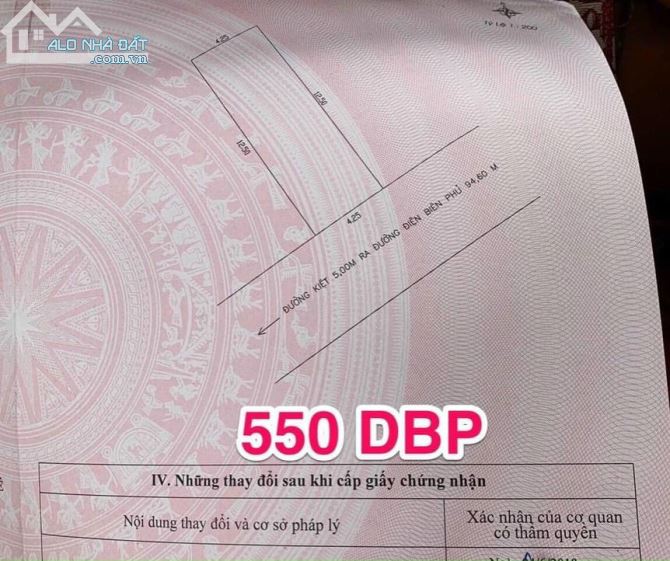 ALO NHÀ ĐẤT
.com.vn
TỶ LỆ 1 : 200
4.25
12.50
12.50
4.25
ĐƯỜNG KIỆT 5.00M RA ĐƯỜNG ĐIỆN BIÊN PHỦ 94.60 M
550 DBP
IV. Những thay đổi sau khi cấp giấy chứng nhận
Nội dung thay đổi và cơ sở pháp lý
Xác nhận của cơ quan
có thẩm quyền